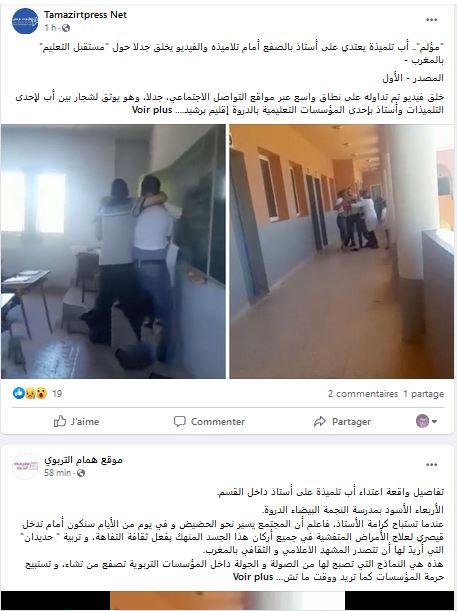 Tamazirtpress Net
1 h ·
"مؤلم".. أب تلميذة يعتدي على أستاذ بالصفع أمام تلاميذه والفيديو يخلق جدلا حول "مستقبل التعليم"
بالمغرب -
المصدر - الأول
خلق فيديو تم تداوله على نطاق واسع عبر مواقع التواصل الاجتماعي، جدلا، وهو يوثق لشجار بين أب لإحدى
التلميذات وأستاذ بإحدى المؤسسات التعليمية بالدروة إقليم برشيد.... Voir plus
19
2 commentaires 1 partage
J'aime
Commenter
Partager
موقع همام التربوي
58 min ·
تفاصيل واقعة اعتداء أب تلميذة على أستاذ داخل القسم.
الأربعاء الأسود بمدرسة النجمة البيضاء الدروة.
عندما تستباح كرامة الأستاذ، فاعلم أن المجتمع يسير نحو الحضيض و في يوم من الأيام سنكون أمام تدخل
قيصري لعلاج الأمراض المتفشية في جميع أركان هذا الجسد المنهك بفعل ثقافة التفاهة، و تربية " حديدان"
التي أريدَ لها أن تتصدر المشهد الاعلامي و الثقافي بالمغرب.
هذه هي النماذج التي تصبح لها من الصولة و الجولة داخل المؤسسات التربوية تصفع من تشاء، و تستبيح
حرمة المؤسسات كما تريد ووقت ما تش... Voir plus